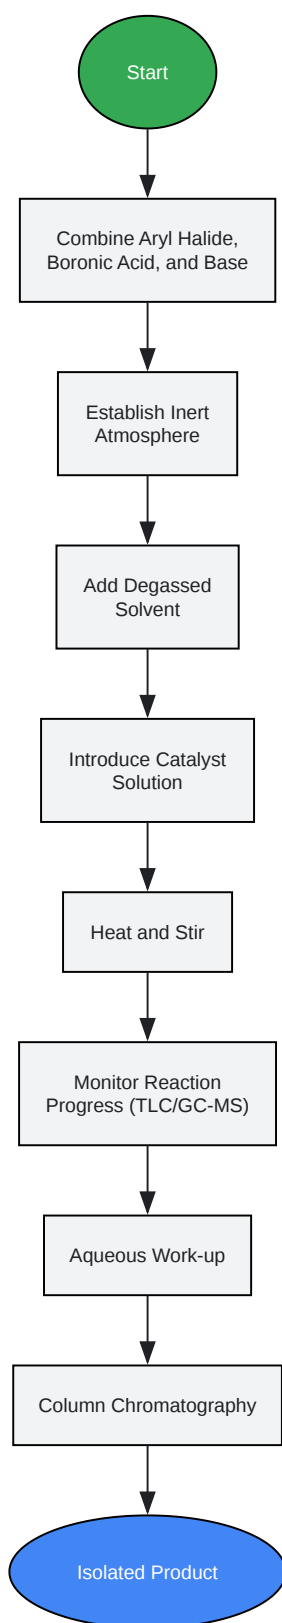 Start
Combine Aryl Halide,
Boronic Acid, and Base
Establish Inert
Atmosphere
Add Degassed
Solvent
Introduce Catalyst
Solution
Heat and Stir
Monitor Reaction
Progress (TLC/GC-MS)
Aqueous Work-up
Column Chromatography
Isolated Product